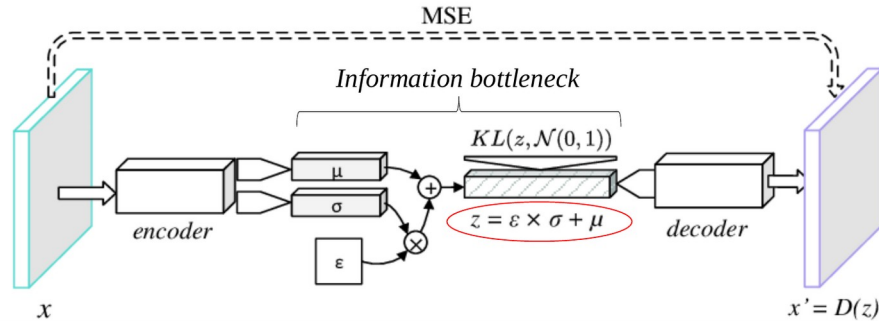 MSE
Information bottleneck
KL(z, 𝒩(0, 1))
μ
+
σ
×
z = ε × σ + μ
encoder
decoder
ε
x
x' = D(z)